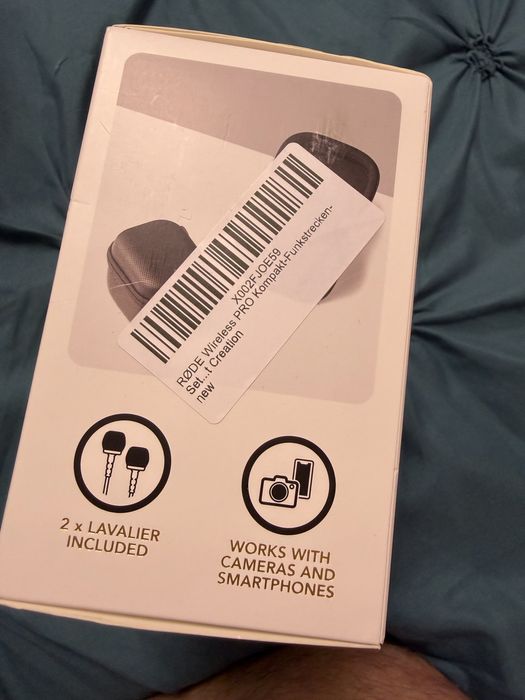 X002FJOE59
RØDE Wireless PRO Kompakt-Funkstrecken-
Set...t Creation
new
2 x LAVALIER
INCLUDED
WORKS WITH
CAMERAS AND
SMARTPHONES